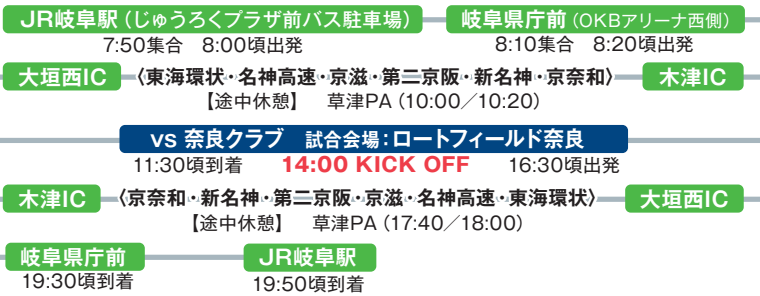 JR岐阜駅（じゅうろくプラザ前バス駐車場） 岐阜県庁前（OKBアリーナ西側）
7:50集合 8:00頃出発 8:10集合 8:20頃出発
大垣西IC 〈東海環状・名神高速・京滋・第二京阪・新名神・京奈和〉 木津IC
【途中休憩】 草津PA（10:00／10:20）
vs 奈良クラブ 試合会場：ロートフィールド奈良
11:30頃到着 14:00 KICK OFF 16:30頃出発
木津IC 〈京奈和・新名神・第二京阪・京滋・名神高速・東海環状〉 大垣西IC
【途中休憩】 草津PA（17:40／18:00）
岐阜県庁前 JR岐阜駅
19:30頃到着 19:50頃到着